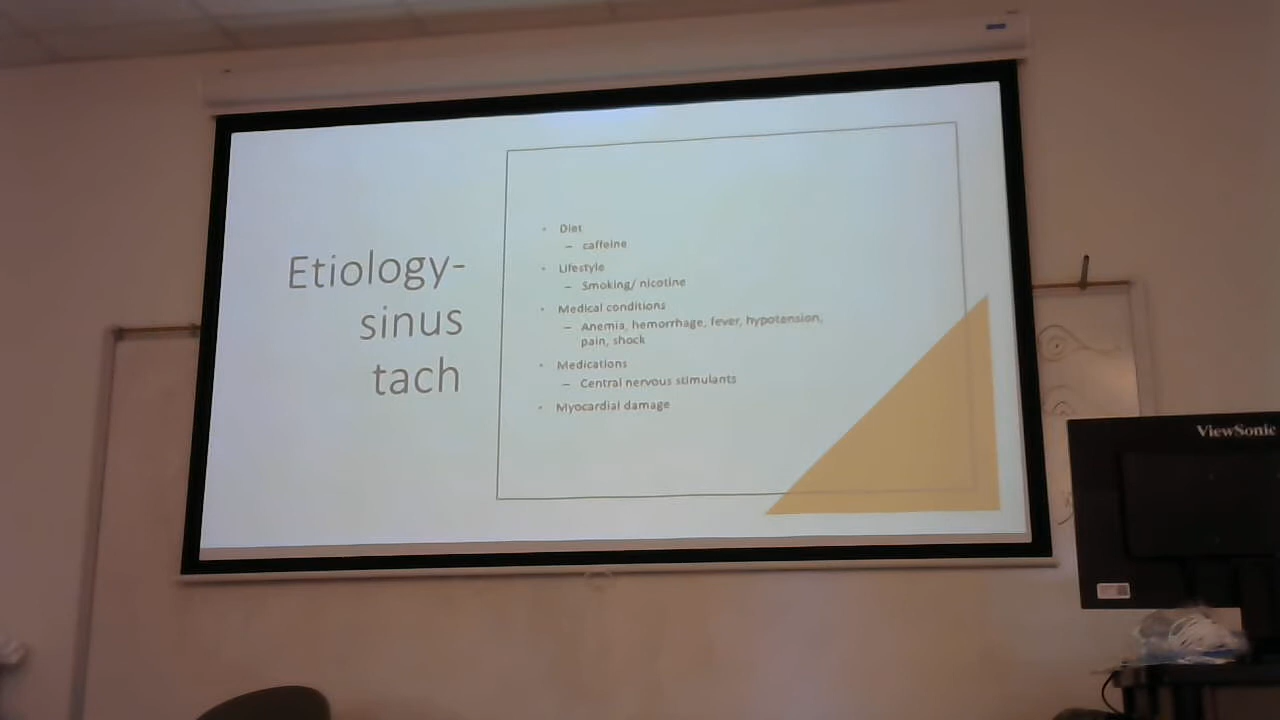 Etiology-
sinus
tach
Diet
– caffeine
Lifestyle
– Smoking/ nicotine
Medical conditions
– Anemia, hemorrhage, fever, hypotension,
pain, shock
Medications
– Central nervous stimulants
Myocardial damage
ViewSonic